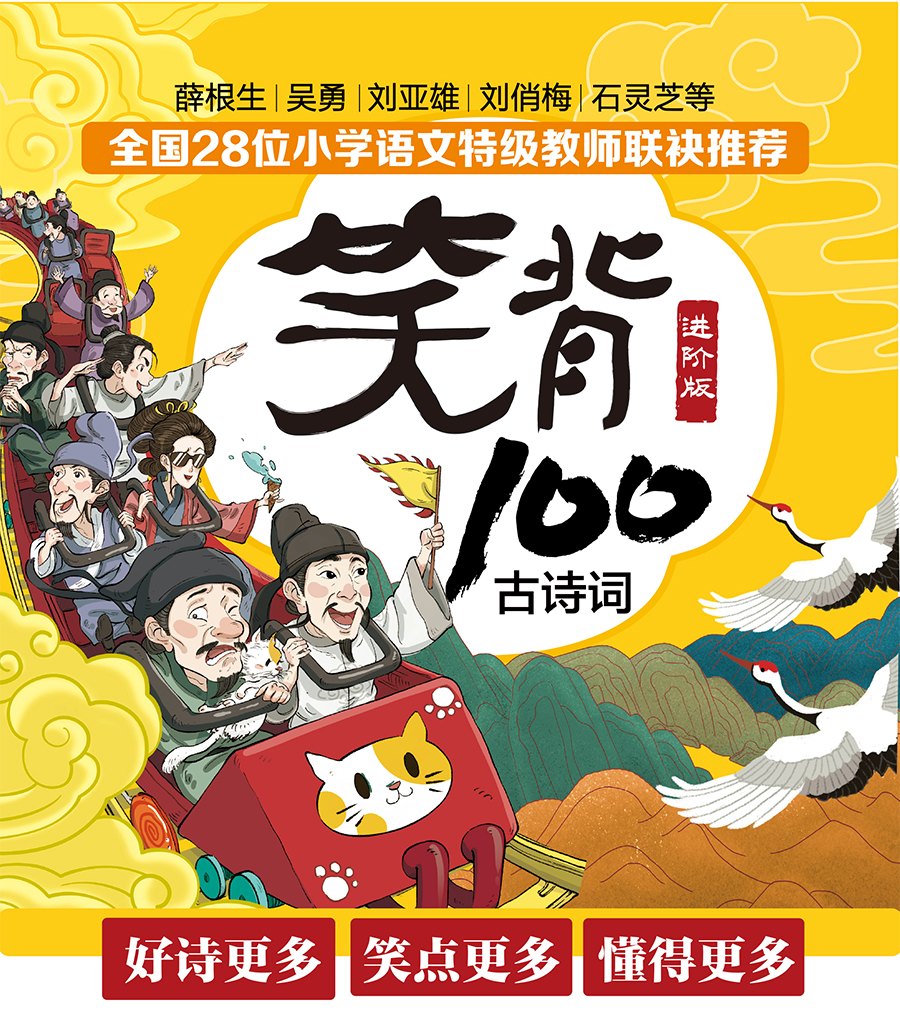 薛根生|吴勇|刘亚雄|刘俏梅|石灵芝等
全国28位小学语文特级教师联袂推荐
笑背
进阶版
100
古诗词
好诗更多 笑点更多 懂得更多